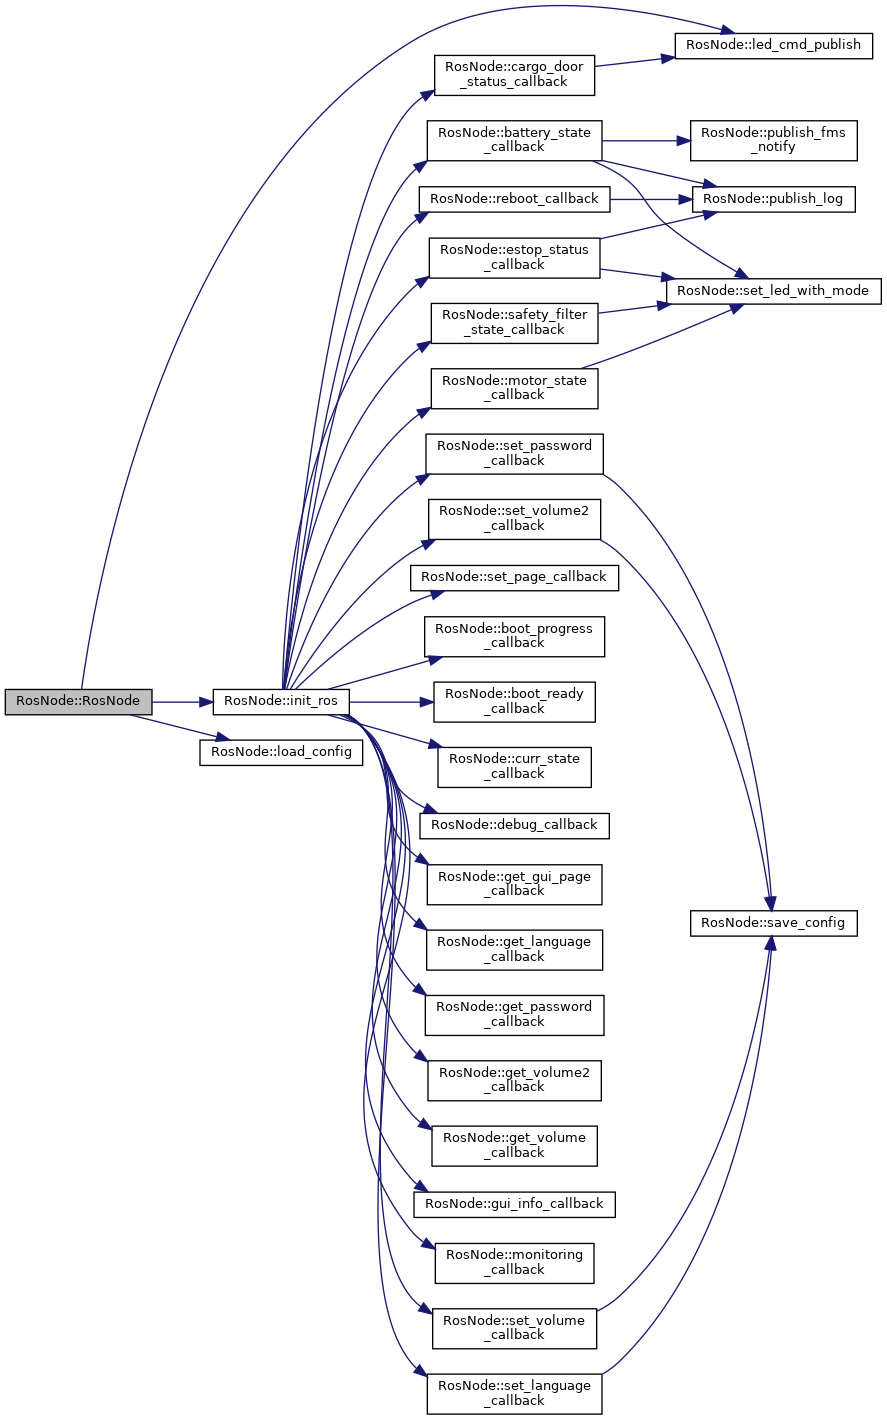 RosNode::led_cmd_publish
RosNode::cargo_door
_status_callback
RosNode::battery_state
_callback
RosNode::publish_fms
_notify
RosNode::reboot_callback
RosNode::publish_log
RosNode::estop_status
_callback
RosNode::set_led_with_mode
RosNode::safety_filter
_state_callback
RosNode::motor_state
_callback
RosNode::set_password
_callback
RosNode::set_volume2
_callback
RosNode::set_page_callback
RosNode::boot_progress
_callback
RosNode::RosNode
RosNode::init_ros
RosNode::boot_ready
_callback
RosNode::load_config
RosNode::curr_state
_callback
RosNode::debug_callback
RosNode::get_gui_page
_callback
RosNode::save_config
RosNode::get_language
_callback
RosNode::get_password
_callback
RosNode::get_volume2
_callback
RosNode::get_volume
_callback
RosNode::gui_info_callback
RosNode::monitoring
_callback
RosNode::set_volume
_callback
RosNode::set_language
_callback